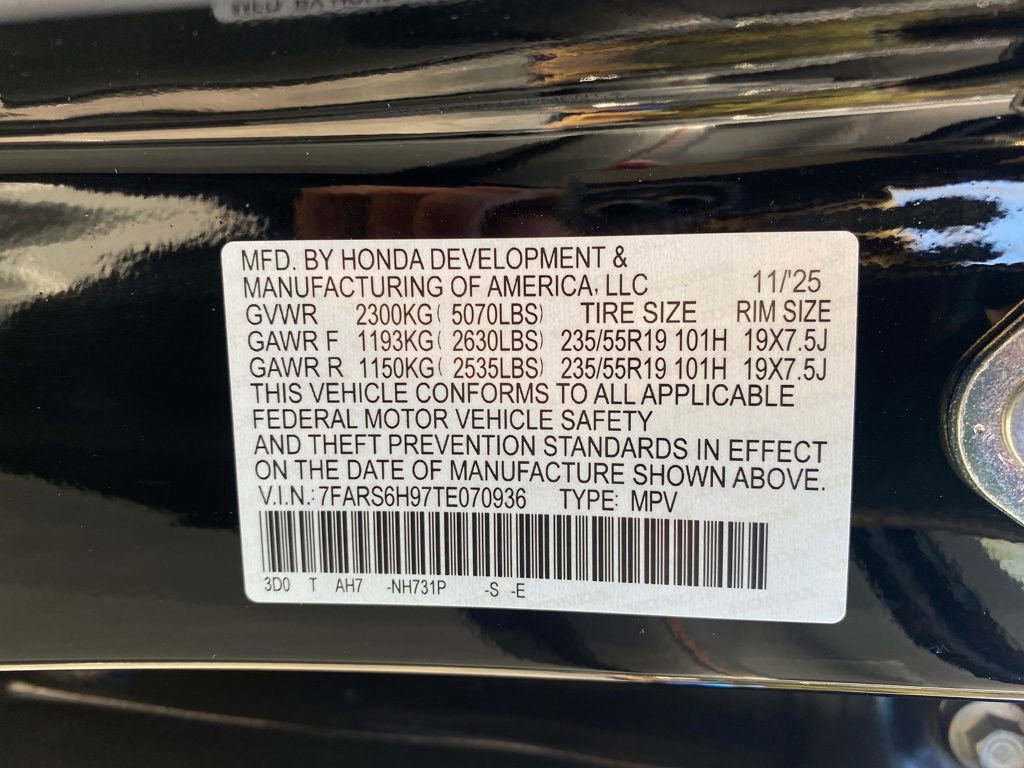 MFD. BY HONDA DEVELOPMENT &
MANUFACTURING OF AMERICA, LLC 11/'25
GVWR 2300KG( 5070LBS) TIRE SIZE RIM SIZE
GAWR F 1193KG( 2630LBS) 235/55R19 101H 19X7.5J
GAWR R 1150KG( 2535LBS) 235/55R19 101H 19X7.5J
THIS VEHICLE CONFORMS TO ALL APPLICABLE
FEDERAL MOTOR VEHICLE SAFETY
AND THEFT PREVENTION STANDARDS IN EFFECT
ON THE DATE OF MANUFACTURE SHOWN ABOVE.
V.I.N.: 7FARS6H97TE070936 TYPE: MPV
3D0 T AH7 -NH731P -S -E